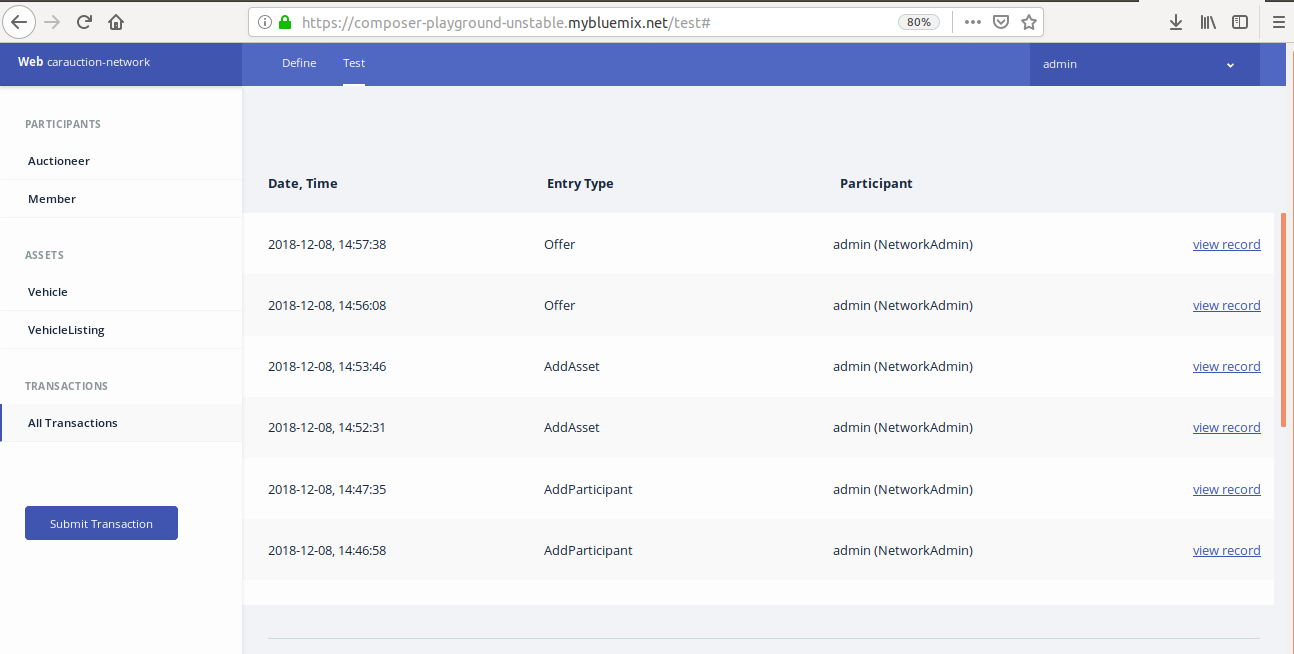 https://composer-playground-unstable.mybluemix.net/test# 80%
Web carauction-network Define Test admin
PARTICIPANTS
Auctioneer
Member
ASSETS
Vehicle
VehicleListing
TRANSACTIONS
All Transactions
Submit Transaction
Date, Time Entry Type Participant
2018-12-08, 14:57:38 Offer admin (NetworkAdmin) view record
2018-12-08, 14:56:08 Offer admin (NetworkAdmin) view record
2018-12-08, 14:53:46 AddAsset admin (NetworkAdmin) view record
2018-12-08, 14:52:31 AddAsset admin (NetworkAdmin) view record
2018-12-08, 14:47:35 AddParticipant admin (NetworkAdmin) view record
2018-12-08, 14:46:58 AddParticipant admin (NetworkAdmin) view record